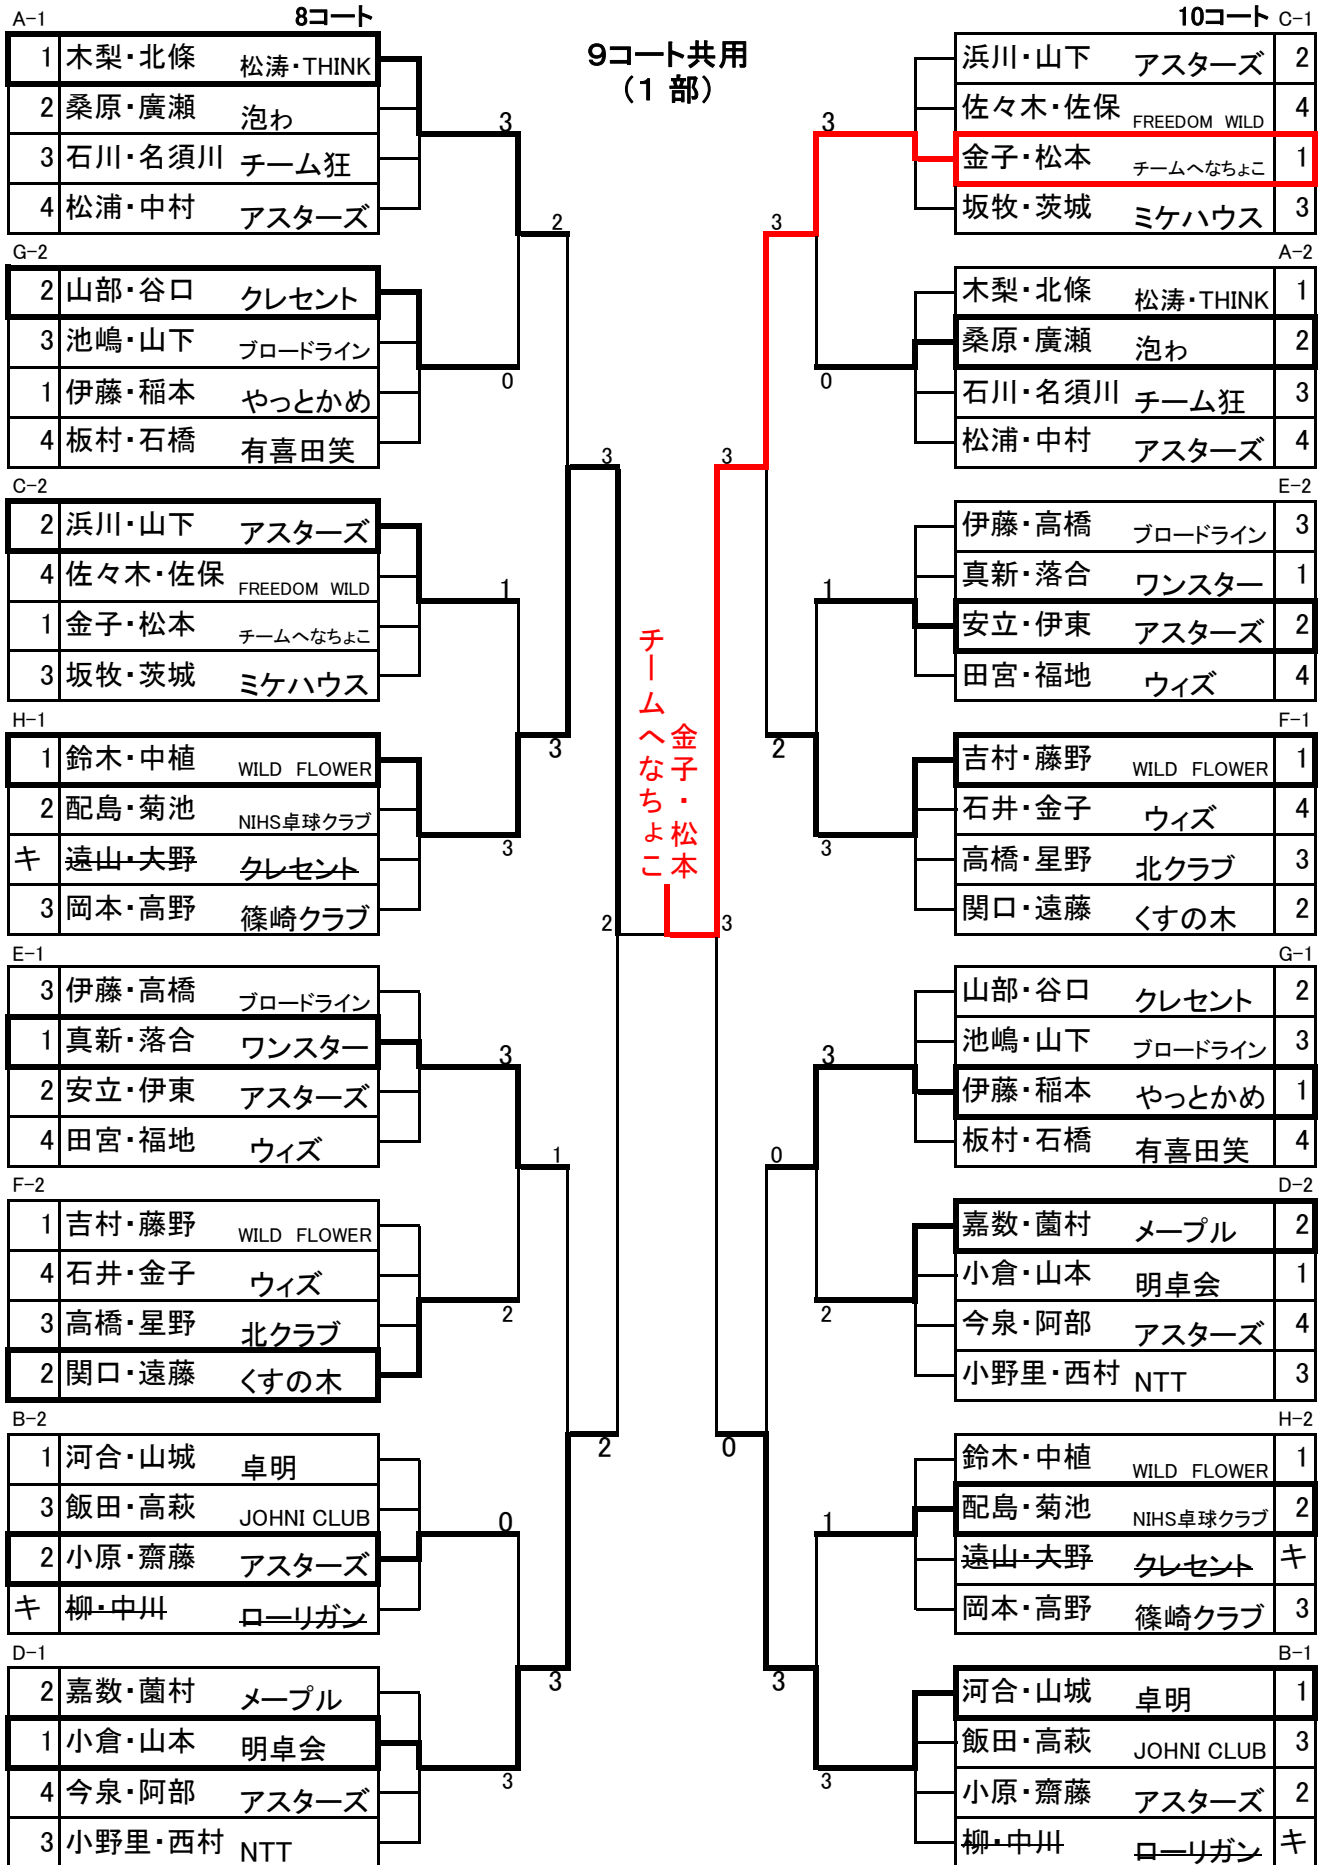 9コート共用
（1 部）
8コート
A-1
1 木梨・北條 松涛・THINK
2 桑原・廣瀬 泡わ
3 石川・名須川 チーム狂
4 松浦・中村 アスターズ
3
2
G-2
2 山部・谷口 クレセント
3 池嶋・山下 ブロードライン
1 伊藤・稲本 やっとかめ
4 板村・石橋 有喜田笑
0
3
C-2
2 浜川・山下 アスターズ
4 佐々木・佐保 FREEDOM WILD
1 金子・松本 チームへなちょこ
3 坂牧・茨城 ミケハウス
1
3
H-1
1 鈴木・中植 WILD FLOWER
2 配島・菊池 NIHS卓球クラブ
キ 遠山・大野 クレセント
3 岡本・高野 篠崎クラブ
3
2
E-1
3 伊藤・高橋 ブロードライン
1 真新・落合 ワンスター
2 安立・伊東 アスターズ
4 田宮・福地 ウィズ
3
1
F-2
1 吉村・藤野 WILD FLOWER
4 石井・金子 ウィズ
3 高橋・星野 北クラブ
2 関口・遠藤 くすの木
2
2
B-2
1 河合・山城 卓明
3 飯田・高萩 JOHNI CLUB
2 小原・齋藤 アスターズ
キ 柳・中川 ローリガン
0
3
D-1
2 嘉数・薗村 メープル
1 小倉・山本 明卓会
4 今泉・阿部 アスターズ
3 小野里・西村 NTT
3
チームへなちょこ
金子・松本
10コート
C-1
浜川・山下 アスターズ 2
佐々木・佐保 FREEDOM WILD 4
金子・松本 チームへなちょこ 1
坂牧・茨城 ミケハウス 3
3
3
A-2
木梨・北條 松涛・THINK 1
桑原・廣瀬 泡わ 2
石川・名須川 チーム狂 3
松浦・中村 アスターズ 4
0
3
E-2
伊藤・高橋 ブロードライン 3
真新・落合 ワンスター 1
安立・伊東 アスターズ 2
田宮・福地 ウィズ 4
1
2
F-1
吉村・藤野 WILD FLOWER 1
石井・金子 ウィズ 4
高橋・星野 北クラブ 3
関口・遠藤 くすの木 2
3
3
G-1
山部・谷口 クレセント 2
池嶋・山下 ブロードライン 3
伊藤・稲本 やっとかめ 1
板村・石橋 有喜田笑 4
3
0
D-2
嘉数・薗村 メープル 2
小倉・山本 明卓会 1
今泉・阿部 アスターズ 4
小野里・西村 NTT 3
2
0
H-2
鈴木・中植 WILD FLOWER 1
配島・菊池 NIHS卓球クラブ 2
遠山・大野 クレセント キ
岡本・高野 篠崎クラブ 3
1
3
B-1
河合・山城 卓明 1
飯田・高萩 JOHNI CLUB 3
小原・齋藤 アスターズ 2
柳・中川 ローリガン キ
3